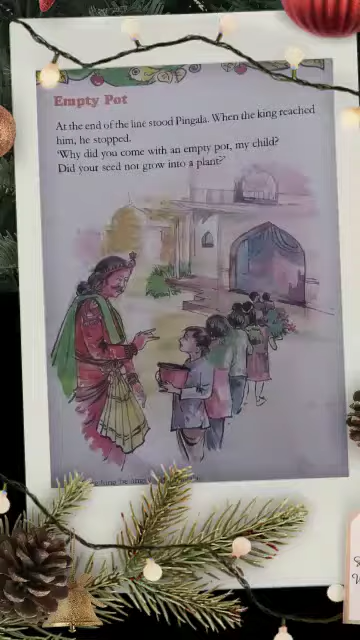 Empty Pot
At the end of the line stood Pingala. When the king reached
him, he stopped.
'Why did you come with an empty pot, my child?
Did your seed not grow into a plant?'